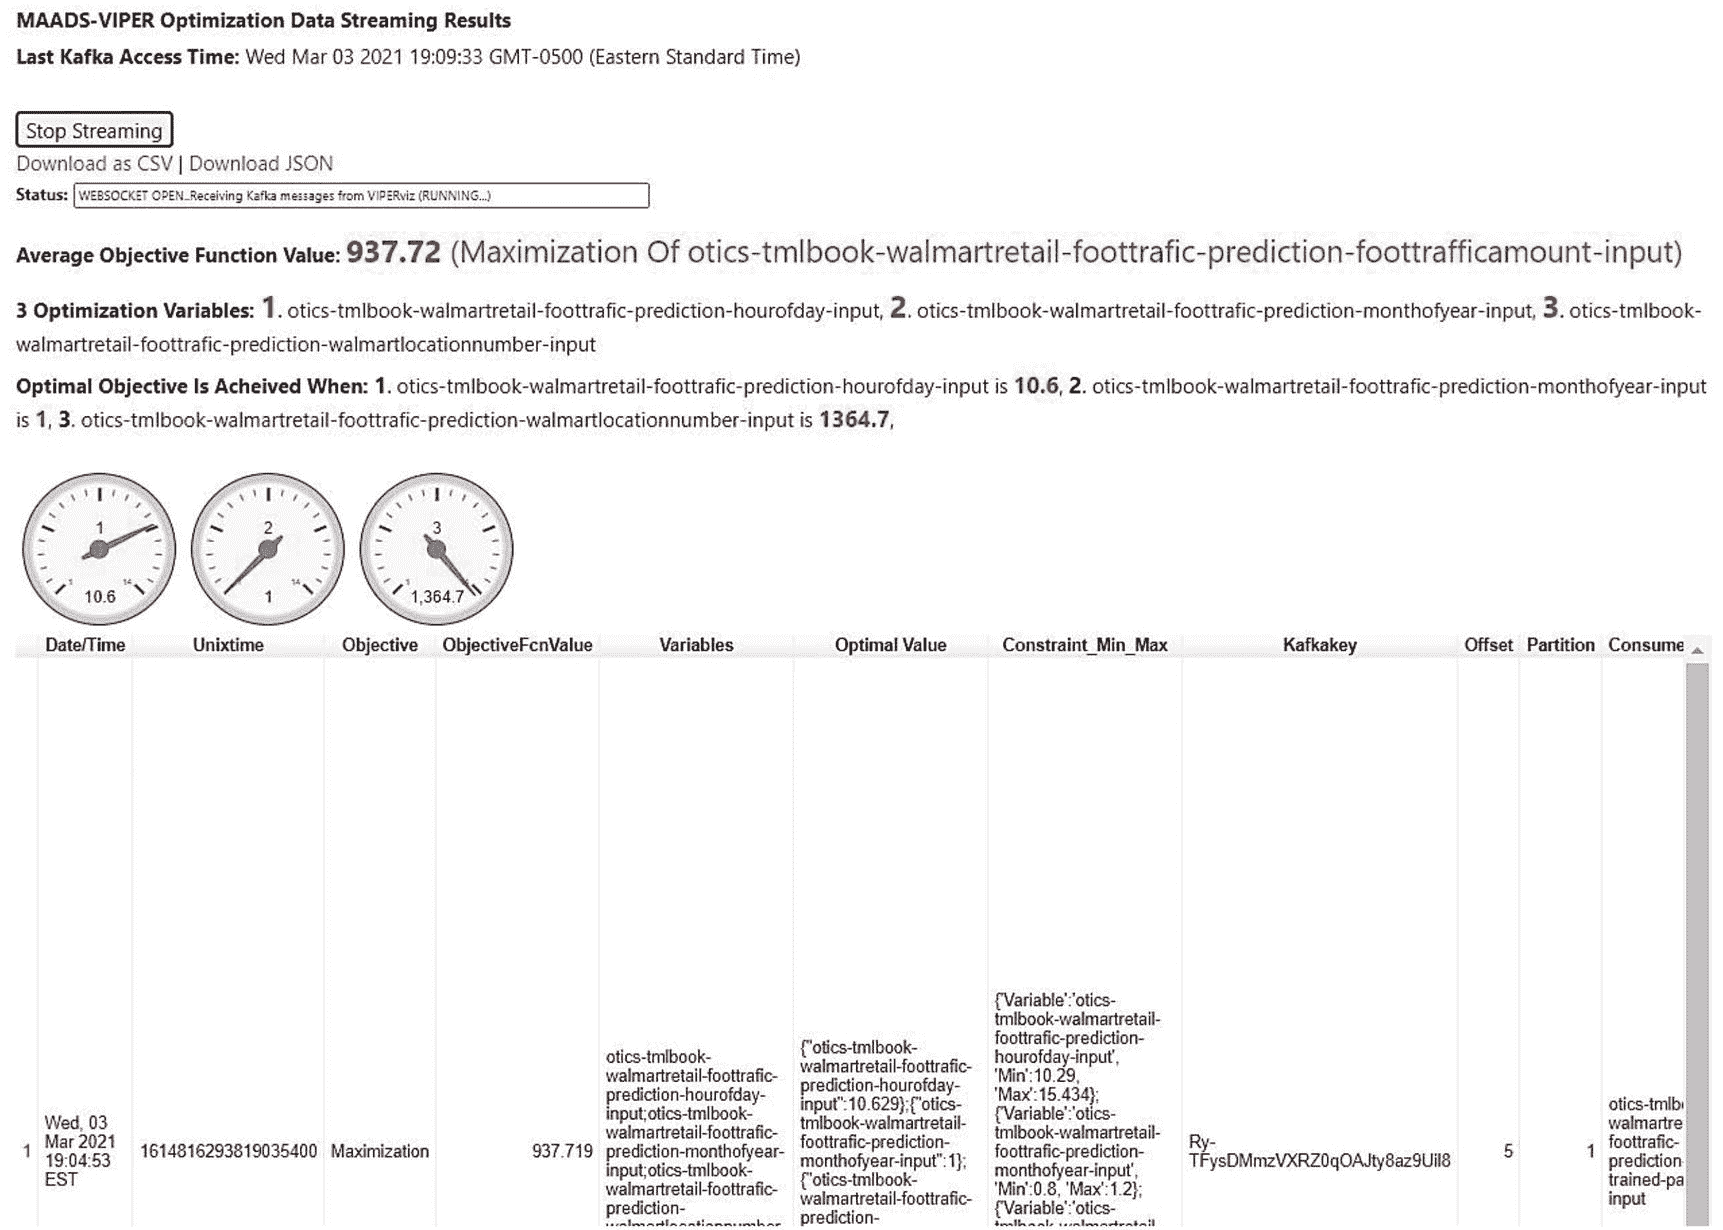 MAADS-VIPER Optimization Data Streaming Results
Last Kafka Access Time: Wed Mar 03 2021 19:09:33 GMT-0500 (Eastern Standard Time)
Stop Streaming
Download as CSV | Download JSON
Status: WEBSOCKET OPEN..Receiving Kafka messages from VIPERviz (RUNNING...)
Average Objective Function Value: 937.72 (Maximization Of otics-tmlbook-walmartretail-foottrafic-prediction-foottrafficamount-input)
3 Optimization Variables: 1. otics-tmlbook-walmartretail-foottrafic-prediction-hourofday-input, 2. otics-tmlbook-walmartretail-foottrafic-prediction-monthofyear-input, 3. otics-tmlbook-
walmartretail-foottrafic-prediction-walmartlocationnumber-input
Optimal Objective Is Acheived When: 1. otics-tmlbook-walmartretail-foottrafic-prediction-hourofday-input is 10.6, 2. otics-tmlbook-walmartretail-foottrafic-prediction-monthofyear-input
is 1, 3. otics-tmlbook-walmartretail-foottrafic-prediction-walmartlocationnumber-input is 1364.7,
1 2 3
1 14 14 1
10.6 1 1,364.7
Date/Time Unixtime Objective ObjectiveFcnValue Variables Optimal Value Constraint_Min_Max Kafkakey Offset Partition Consume
1
Wed, 03
Mar 2021
19:04:53
EST
1614816293819035400
Maximization
937.719
otics-tmlbook-
walmartretail-foottrafic-
prediction-hourofday-
input;otics-tmlbook-
walmartretail-foottrafic-
prediction-monthofyear-
input;otics-tmlbook-
walmartretail-foottrafic-
prediction-
walmartlocationnumber
{"otics-tmlbook-
walmartretail-foottrafic-
prediction-hourofday-
input":10.629};{"otics-
tmlbook-walmartretail-
foottrafic-prediction-
monthofyear-input":1};
{"otics-tmlbook-
walmartretail-foottrafic-
prediction-
{'Variable':'otics-
tmlbook-walmartretail-
foottrafic-prediction-
hourofday-input',
'Min':10.29,
'Max':15.434};
{'Variable':'otics-
tmlbook-walmartretail-
foottrafic-prediction-
monthofyear-input',
'Min':0.8, 'Max':1.2};
{'Variable':'otics-
tmlbook-walmartretail-
Ry-
TFysDMmzVXRZ0qOAJty8az9Uil8
5
1
otics-tmlb
walmartre
foottrafic-
prediction
trained-pa
input